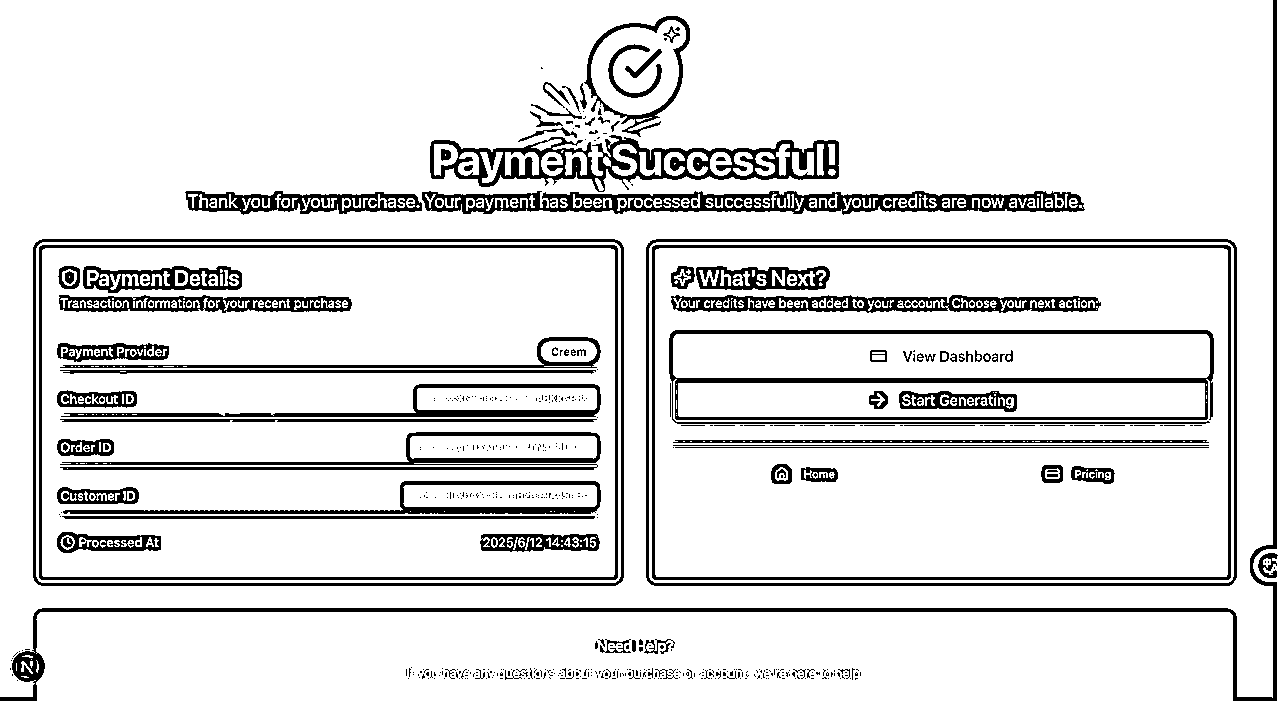 Payment Successful!
Thank you for your purchase. Your payment has been processed successfully and your credits are now available.
Payment Details
Transaction information for your recent purchase
Payment Provider
Creem
Checkout ID
Order ID
Customer ID
Processed At
2025/6/12 14:43:15
What's Next?
Your credits have been added to your account. Choose your next action:
View Dashboard
Start Generating
Home
Pricing
Need Help?
If you have any questions about your purchase or account, we're here to help
N